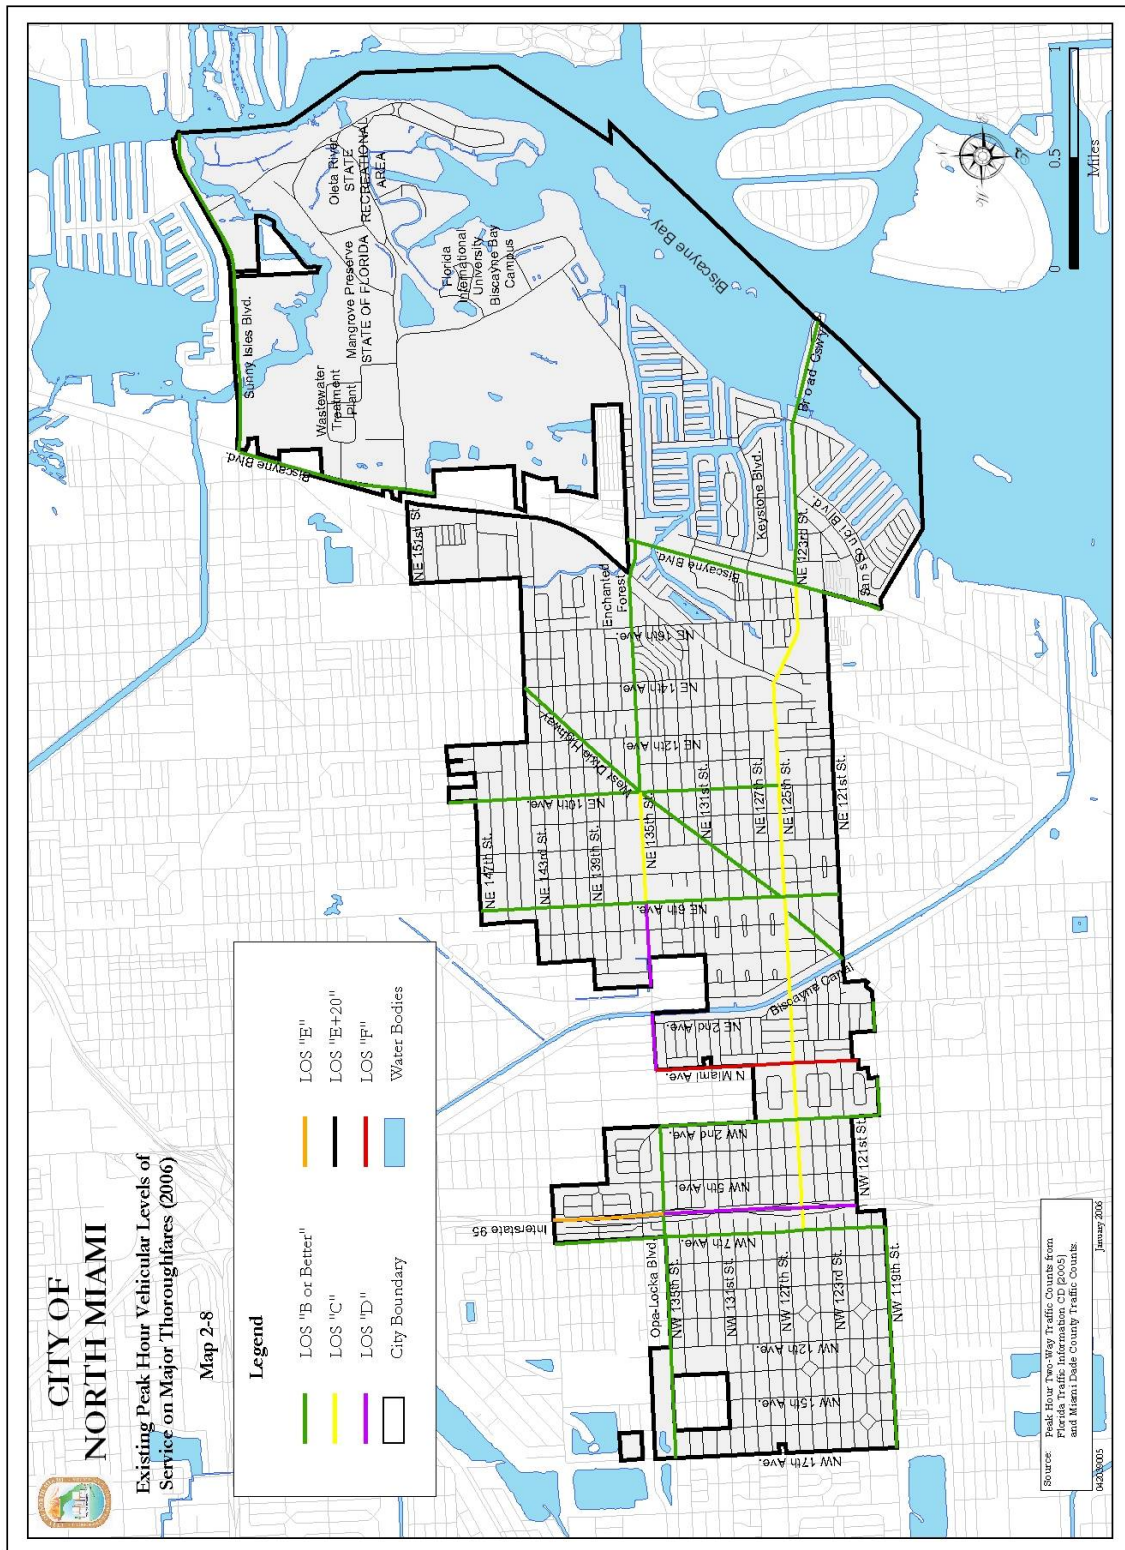 CITY OF
NORTH MIAMI
Existing Peak Hour Vehicular Levels of
Service on Major Thoroughfares (2006)
Map 2-8
Legend
LOS "B or Better"
LOS "C"
LOS "D"
City Boundary
LOS "E"
LOS "E+20"
LOS "F"
Water Bodies
Sunny Isles Blvd.
Biscayne Blvd.
Wastewater
Treatment
Plant
Mangrove Preserve
STATE OF FLORIDA
Oleta River
STATE
RECREATIONAL
AREA
Florida
International
University
Biscayne Bay
Campus
Biscayne Bay
NE 151st St.
Enchanted
Forest
Biscayne Blvd.
Keystone Blvd.
Broad Cswy
NE 123rd St.
Sans Souci Blvd.
NE 16th Ave.
NE 14th Ave.
NE 12th Ave.
West Dixie Highway
NE 10th Ave.
NE 147th St.
NE 143rd St.
NE 139th St.
NE 135th St.
NE 131st St.
NE 127th St.
NE 125th St.
NE 121st St.
NE 6th Ave.
Biscayne Canal
NE 2nd Ave.
N Miami Ave.
NW 2nd Ave.
NW 5th Ave.
Interstate 95
NW 7th Ave.
NW 121st St.
Opa-Locka Blvd.
NW 135th St.
NW 131st St.
NW 127th St.
NW 123rd St.
NW 119th St.
NW 12th Ave.
NW 15th Ave.
NW 17th Ave.
0
0.5
1
Miles
Source: Peak Hour Two-Way Traffic Counts from
Florida Traffic Information CD (2005)
and Miami Dade County Traffic Counts.
042039005
January 2006